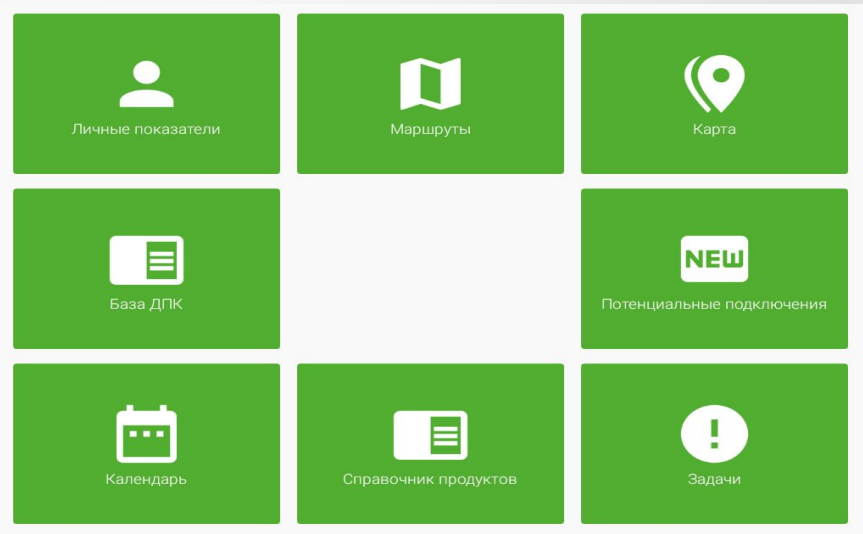 Личные показатели
Маршруты
Карта
База ДПК
NEW
Потенциальные подключения
Календарь
Справочник продуктов
Задачи